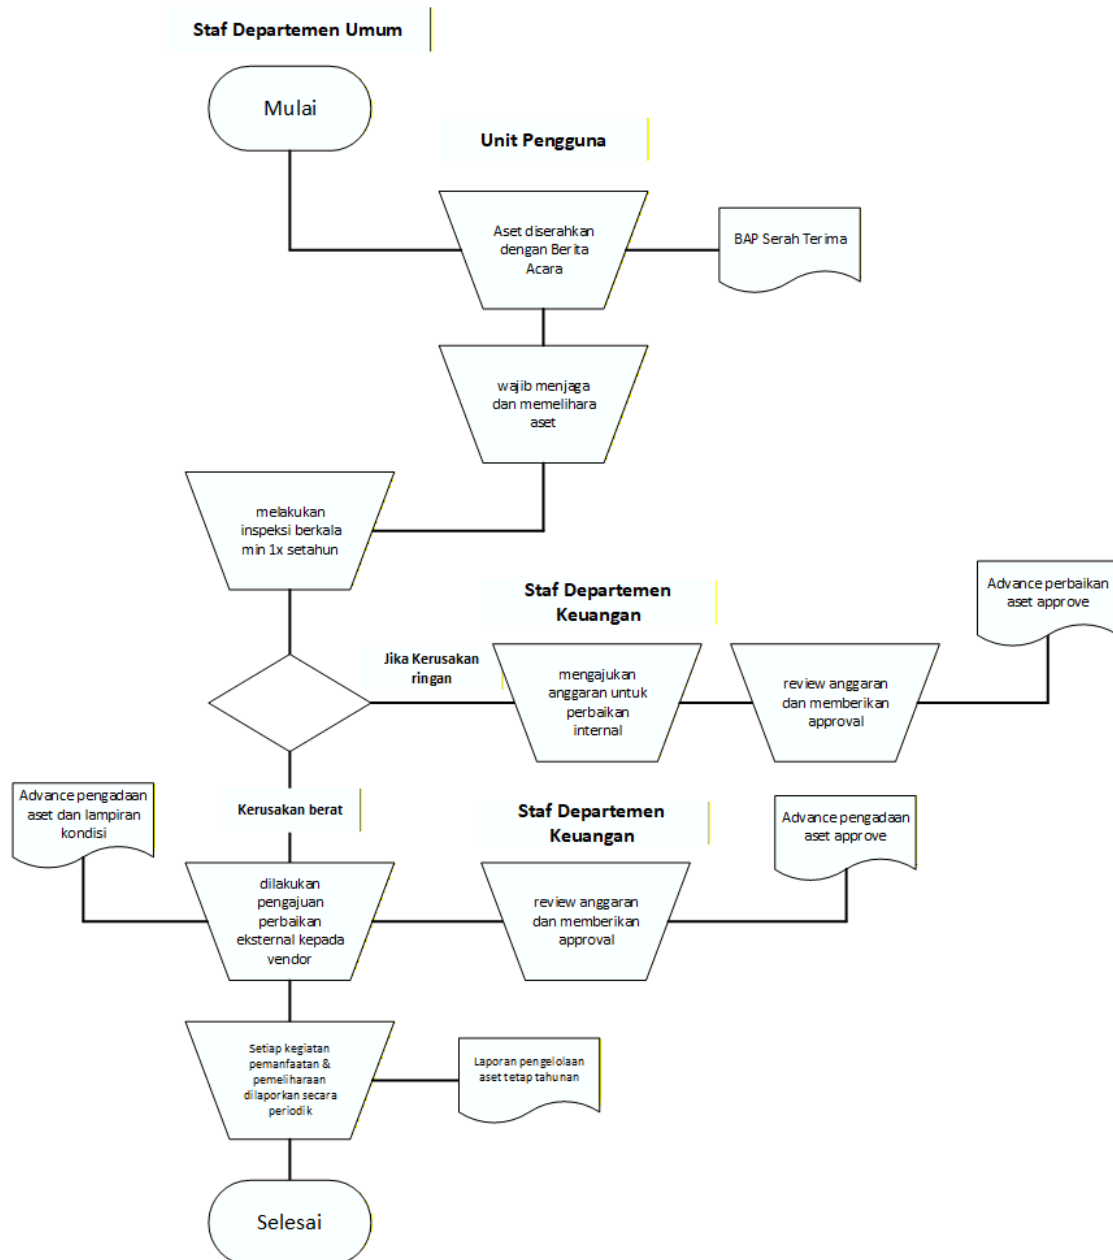 Staf Departemen Umum
Mulai
Unit Pengguna
Aset diserahkan
dengan Berita
Acara
BAP Serah Terima
wajib menjaga
dan memelihara
aset
melakukan
inspeksi berkala
min 1x setahun
Staf Departemen
Keuangan
Advance perbaikan
aset approve
Jika Kerusakan
ringan
mengajukan
anggaran untuk
perbaikan
internal
review anggaran
dan memberikan
approval
Advance pengadaan
aset dan lampiran
kondisi
Kerusakan berat
Staf Departemen
Keuangan
Advance pengadaan
aset approve
dilakukan
pengajuan
perbaikan
eksternal kepada
vendor
review anggaran
dan memberikan
approval
Setiap kegiatan
pemanfaatan &
pemeliharaan
dilaporkan secara
periodik
Laporan pengelolaan
aset tetap tahunan
Selesai